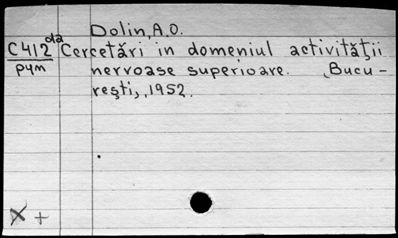 Dolin, A.O.
da
C412 Cercetări in domeniul activităţii
рум nervoase superioare. Bucu-
reşti, 1952.
X +